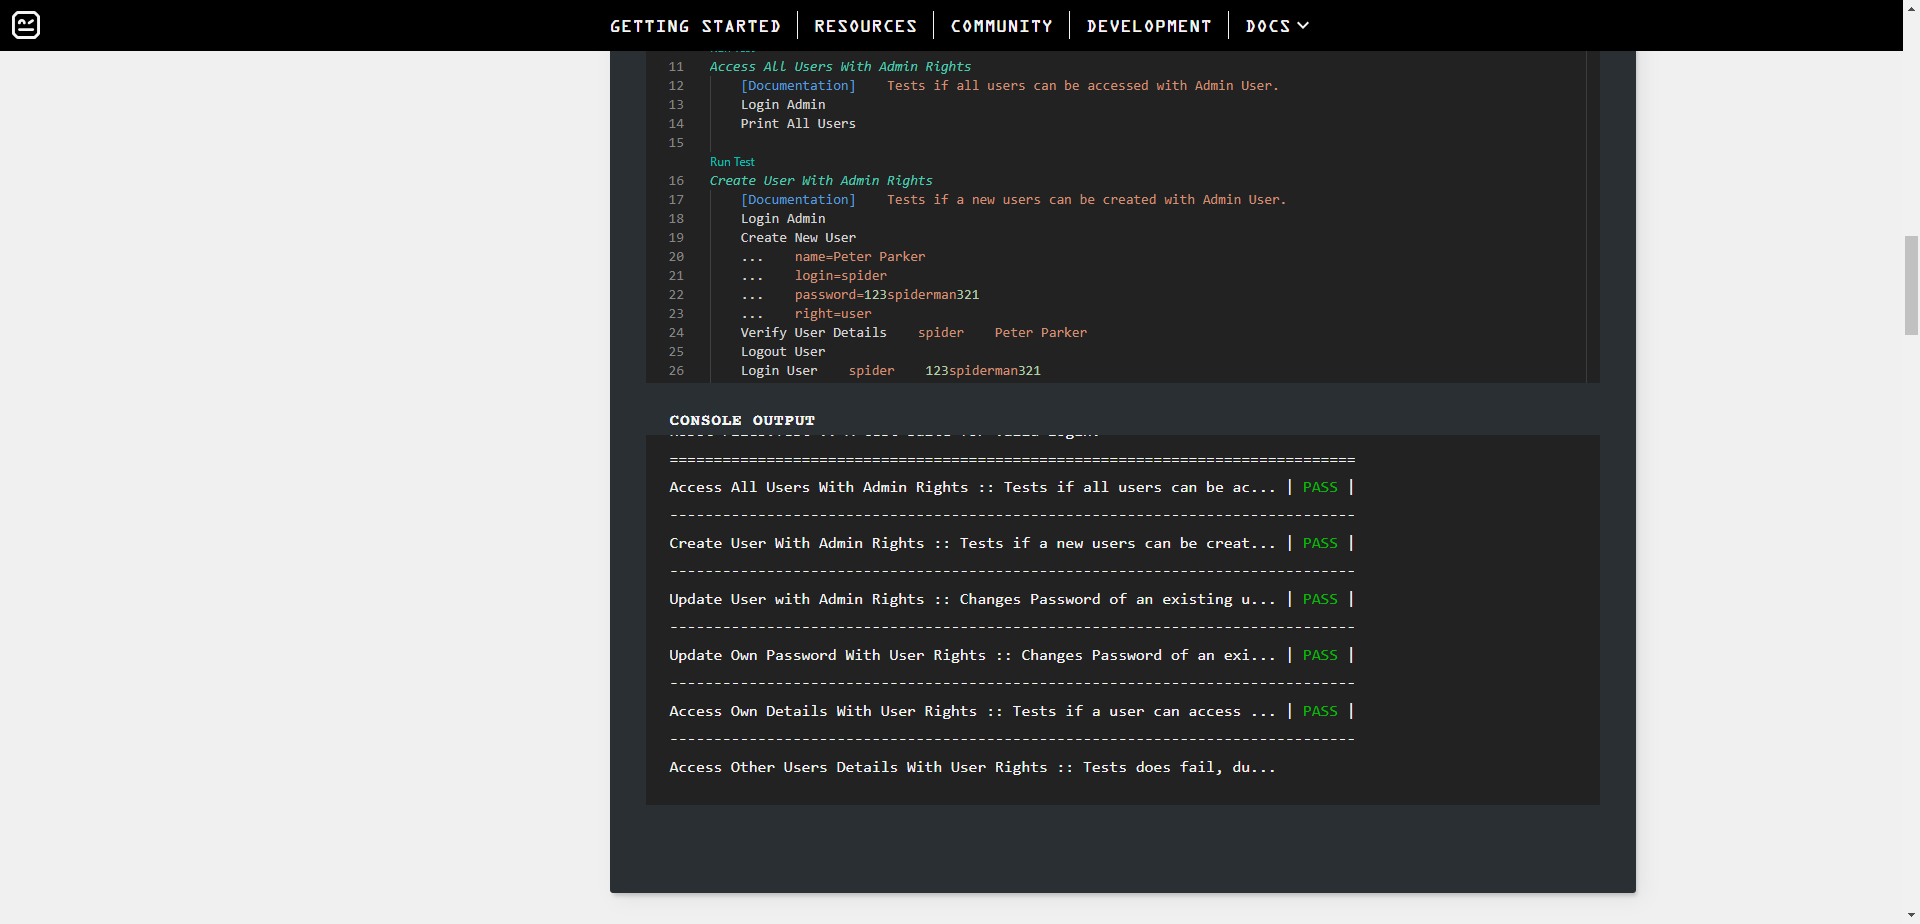 GETTING STARTED
RESOURCES
COMMUNITY
DEVELOPMENT
DOCS
11 Access All Users With Admin Rights
12 [Documentation] Tests if all users can be accessed with Admin User.
13 Login Admin
14 Print All Users
15
Run Test
16 Create User With Admin Rights
17 [Documentation] Tests if a new users can be created with Admin User.
18 Login Admin
19 Create New User
20 ... name=Peter Parker
21 ... login=spider
22 ... password=123spiderman321
23 ... right=user
24 Verify User Details spider Peter Parker
25 Logout User
26 Login User spider 123spiderman321
CONSOLE OUTPUT
==============================================================================
Access All Users With Admin Rights :: Tests if all users can be ac... | PASS |
------------------------------------------------------------------------------
Create User With Admin Rights :: Tests if a new users can be creat... | PASS |
------------------------------------------------------------------------------
Update User with Admin Rights :: Changes Password of an existing u... | PASS |
------------------------------------------------------------------------------
Update Own Password With User Rights :: Changes Password of an exi... | PASS |
------------------------------------------------------------------------------
Access Own Details With User Rights :: Tests if a user can access ... | PASS |
------------------------------------------------------------------------------
Access Other Users Details With User Rights :: Tests does fail, du...